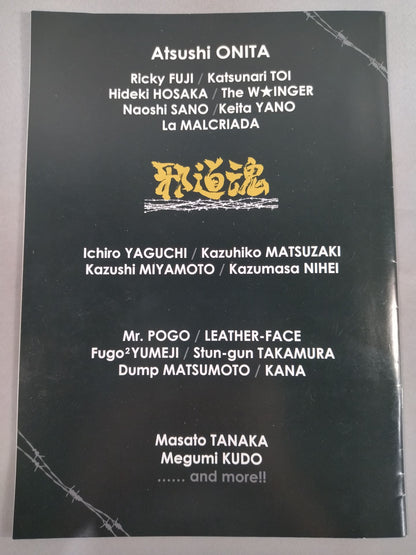 Atsushi ONITA
Ricky FUJI / Katsunari TOI
Hideki HOSAKA / The W★INGER
Naoshi SANO / Keita YANO
La MALCRIADA
邪道魂
Ichiro YAGUCHI / Kazuhiko MATSUZAKI
Kazushi MIYAMOTO / Kazumasa NIHEI
Mr. POGO / LEATHER-FACE
Fugo²YUMEJI / Stun-gun TAKAMURA
Dump MATSUMOTO / KANA
Masato TANAKA
Megumi KUDO
...... and more!!